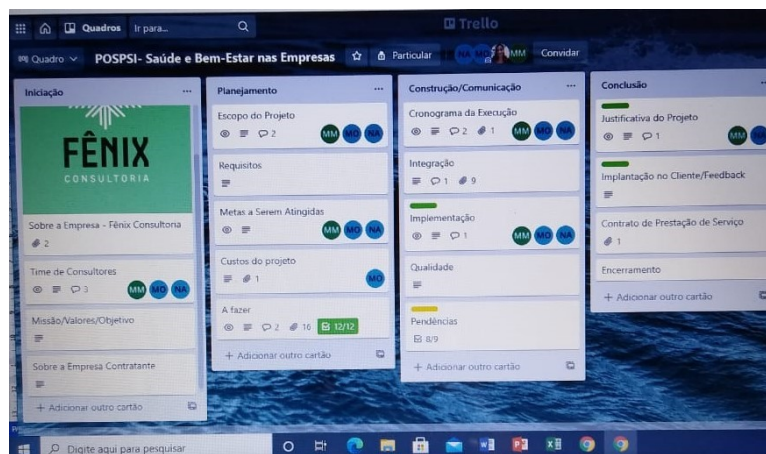 Quadros
Ir para...
Trello
Quadro
POSPSI- Saúde e Bem-Estar nas Empresas
Particular
NA
MO
MM
Convidar
Iniciação
FÊNIX
CONSULTORIA
Sobre a Empresa - Fênix Consultoria
2
Time de Consultores
3
MM MO NA
Missão/Valores/Objetivo
Sobre a Empresa Contratante
+ Adicionar outro cartão
Planejamento
Escopo do Projeto
2
MM MO NA
Requisitos
Metas a Serem Atingidas
MM MO NA
Custos do projeto
1
MO
A fazer
2 16 12/12
+ Adicionar outro cartão
Construção/Comunicação
Cronograma da Execução
2 1
MM MO NA
Integração
1 9
Implementação
1
MM MO NA
Qualidade
Pendências
8/9
+ Adicionar outro cartão
Conclusão
Justificativa do Projeto
1
MM
Implantação no Cliente/Feedback
Contrato de Prestação de Serviço
1
Encerramento
+ Adicionar outro cartão
Digite aqui para pesquisar